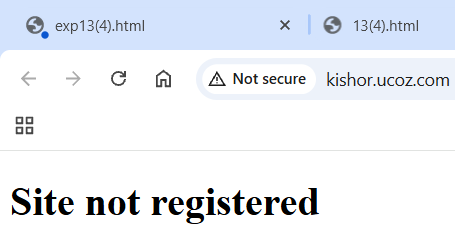 exp13(4).html
13(4).html
Not secure kishor.ucoz.com
Site not registered